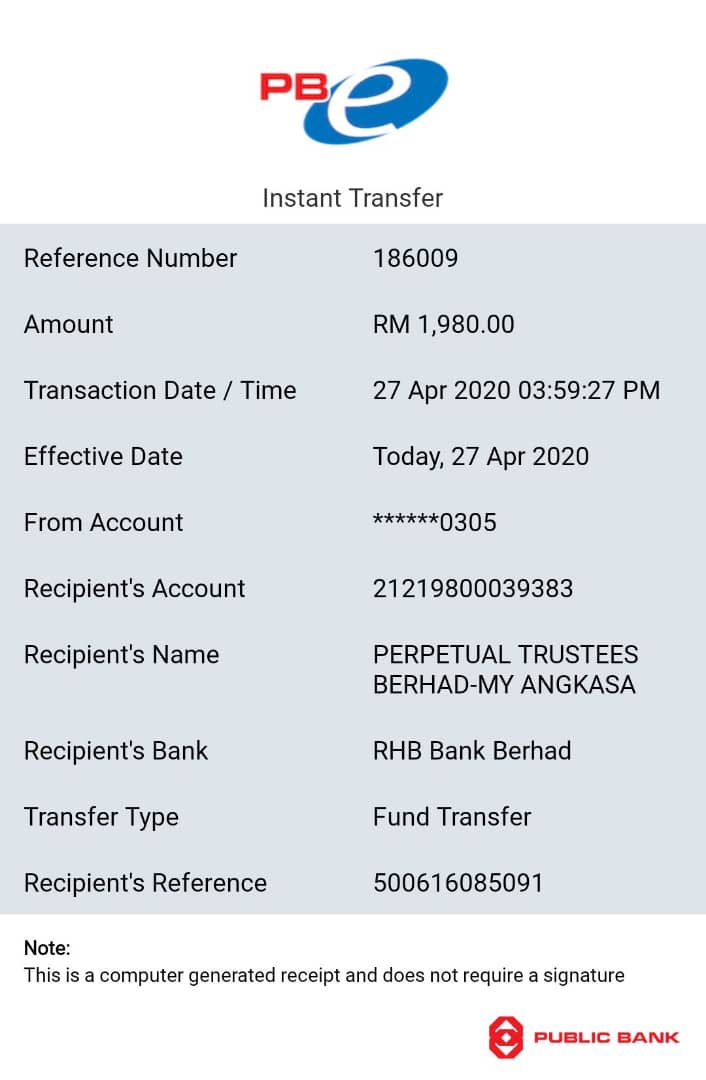 PBe
Instant Transfer
Reference Number 186009
Amount RM 1,980.00
Transaction Date / Time 27 Apr 2020 03:59:27 PM
Effective Date Today, 27 Apr 2020
From Account ******0305
Recipient's Account 21219800039383
Recipient's Name PERPETUAL TRUSTEES
BERHAD-MY ANGKASA
Recipient's Bank RHB Bank Berhad
Transfer Type Fund Transfer
Recipient's Reference 500616085091
Note:
This is a computer generated receipt and does not require a signature
PUBLIC BANK